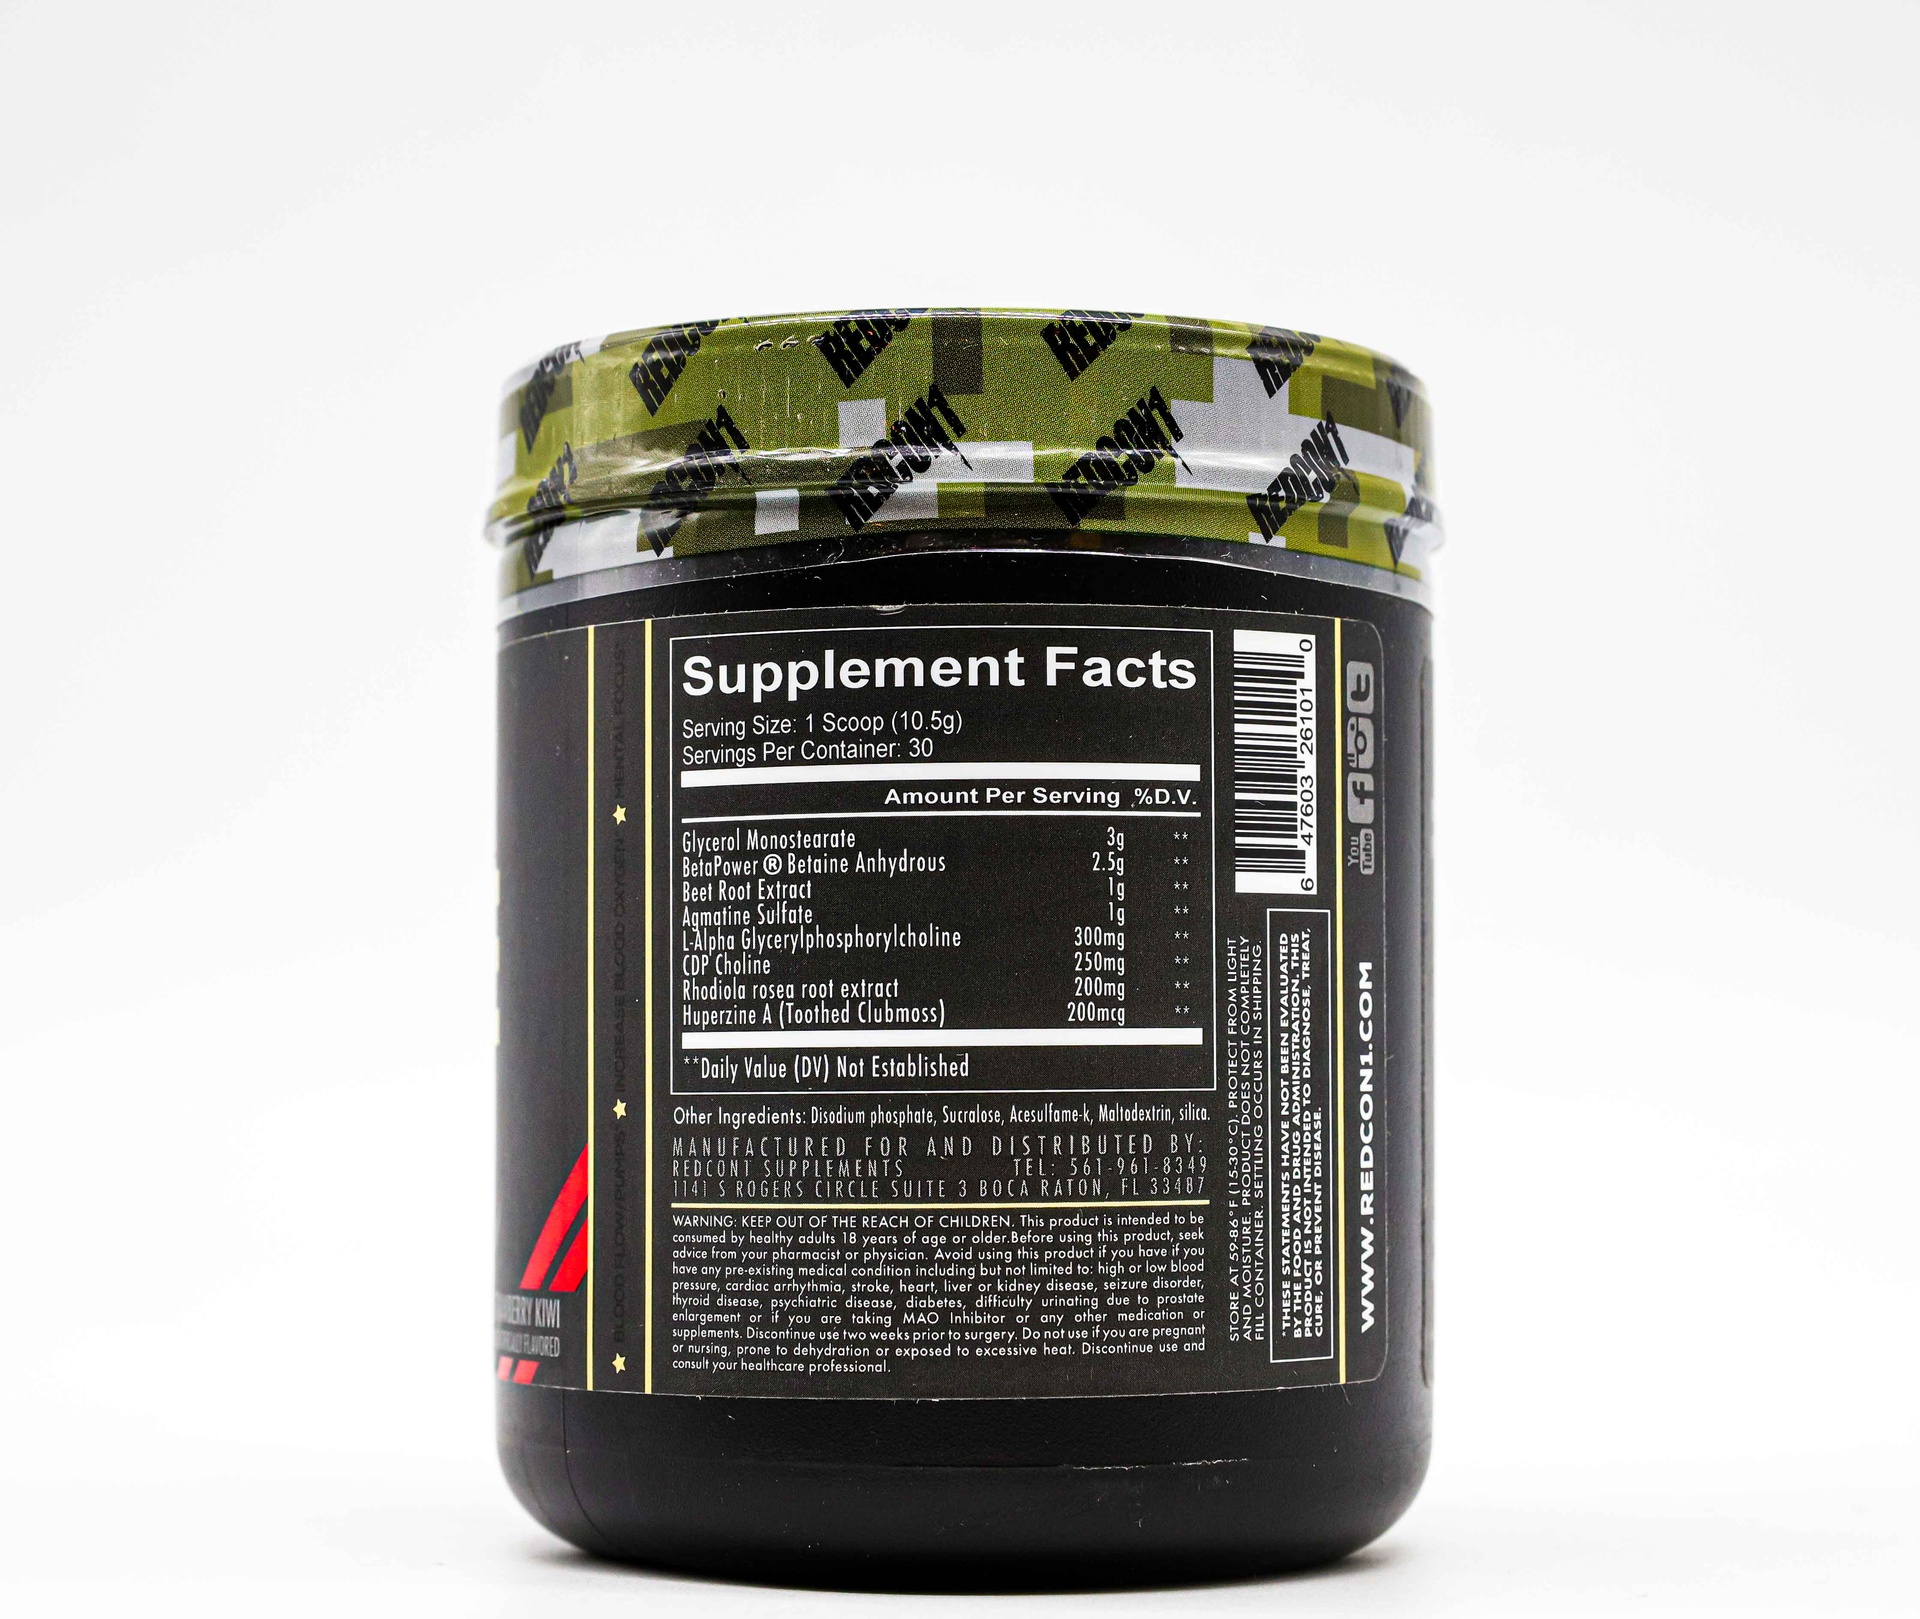 REDCON1
REDCON1
REDCON1
REDCON1
Supplement Facts
Serving Size: 1 Scoop (10.5g)
Servings Per Container: 30
Amount Per Serving %D.V.
Glycerol Monostearate 3g **
BetaPower ® Betaine Anhydrous 2.5g **
Beet Root Extract 1g **
Agmatine Sulfate 1g **
L-Alpha Glycerylphosphorylcholine 300mg **
CDP Choline 250mg **
Rhodiola rosea root extract 200mg **
Huperzine A (Toothed Clubmoss) 200mcg **
**Daily Value (DV) Not Established
Other Ingredients: Disodium phosphate, Sucralose, Acesulfame-k, Maltodextrin, silica.
MANUFACTURED FOR AND DISTRIBUTED BY:
REDCON1 SUPPLEMENTS TEL: 561-961-8349
1141 S ROGERS CIRCLE SUITE 3 BOCA RATON, FL 33487
WARNING: KEEP OUT OF THE REACH OF CHILDREN. This product is intended to be
consumed by healthy adults 18 years of age or older.Before using this product, seek
advice from your pharmacist or physician. Avoid using this product if you have if you
have any pre-existing medical condition including but not limited to: high or low blood
pressure, cardiac arrhythmia, stroke, heart, liver or kidney disease, seizure disorder,
thyroid disease, psychiatric disease, diabetes, difficulty urinating due to prostate
enlargement or if you are taking MAO Inhibitor or any other medication or
supplements. Discontinue use two weeks prior to surgery. Do not use if you are pregnant
or nursing, prone to dehydration or exposed to excessive heat. Discontinue use and
consult your healthcare professional.
BLOOD FLOW/PUMPS* ★ INCREASE BLOOD OXYGEN* ★ MENTAL FOCUS*
KIWI
FLAVORED
6 47603 26101 0
STORE AT 59-86°F (15-30°C), PROTECT FROM LIGHT
AND MOISTURE. PRODUCT DOES NOT COMPLETELY
FILL CONTAINER. SETTLING OCCURS IN SHIPPING.
*THESE STATEMENTS HAVE NOT BEEN EVALUATED
BY THE FOOD AND DRUG ADMINISTRATION. THIS
PRODUCT IS NOT INTENDED TO DIAGNOSE, TREAT,
CURE, OR PREVENT DISEASE.
WWW.REDCON1.COM
You
Tube
f
t